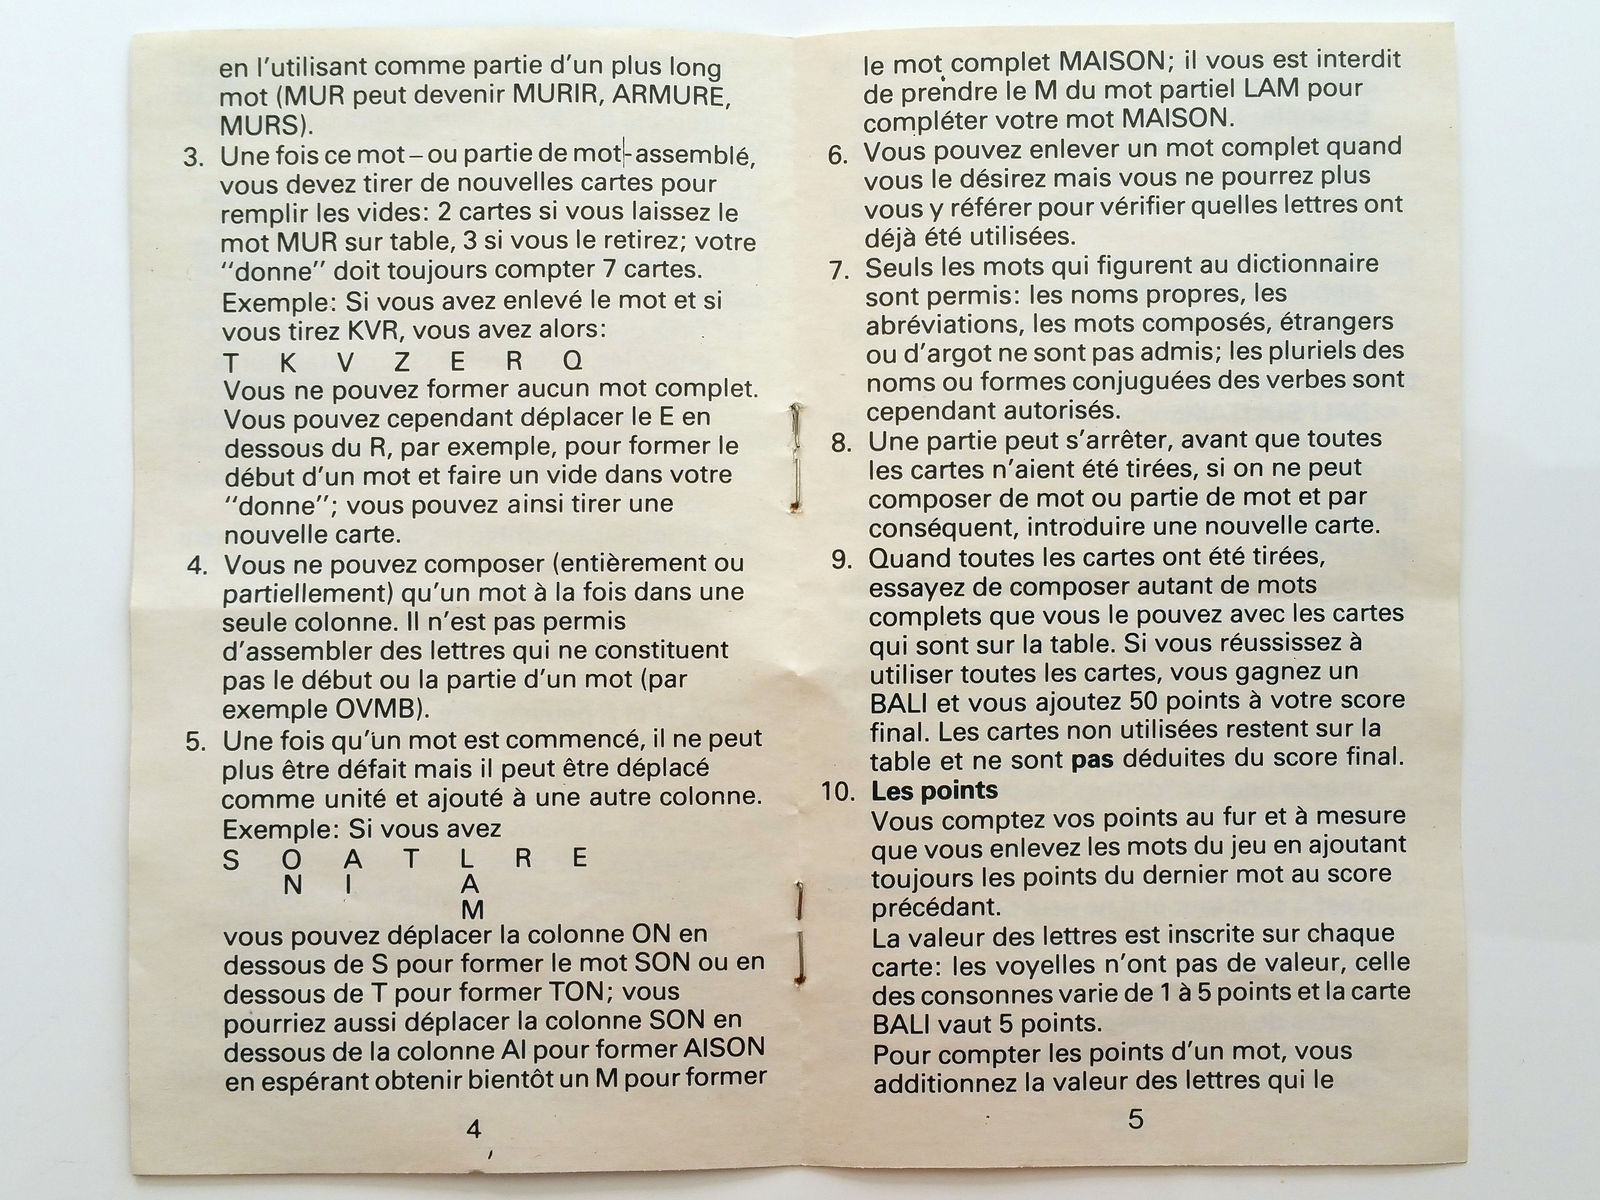 en l'utilisant comme partie d'un plus long
mot (MUR peut devenir MURIR, ARMURE,
MURS).
3. Une fois ce mot – ou partie de mot - assemblé,
vous devez tirer de nouvelles cartes pour
remplir les vides: 2 cartes si vous laissez le
mot MUR sur table, 3 si vous le retirez; votre
"donne" doit toujours compter 7 cartes.
Exemple: Si vous avez enlevé le mot et si
vous tirez KVR, vous avez alors:
T K V Z E R Q
Vous ne pouvez former aucun mot complet.
Vous pouvez cependant déplacer le E en
dessous du R, par exemple, pour former le
début d'un mot et faire un vide dans votre
"donne"; vous pouvez ainsi tirer une
nouvelle carte.
4. Vous ne pouvez composer (entièrement ou
partiellement) qu'un mot à la fois dans une
seule colonne. Il n'est pas permis
d'assembler des lettres qui ne constituent
pas le début ou la partie d'un mot (par
exemple OVMB).
5. Une fois qu'un mot est commencé, il ne peut
plus être défait mais il peut être déplacé
comme unité et ajouté à une autre colonne.
Exemple: Si vous avez
S O A T L R E
N I A
M
vous pouvez déplacer la colonne ON en
dessous de S pour former le mot SON ou en
dessous de T pour former TON; vous
pourriez aussi déplacer la colonne SON en
dessous de la colonne AI pour former AISON
en espérant obtenir bientôt un M pour former
4
le mot complet MAISON; il vous est interdit
de prendre le M du mot partiel LAM pour
compléter votre mot MAISON.
6. Vous pouvez enlever un mot complet quand
vous le désirez mais vous ne pourrez plus
vous y référer pour vérifier quelles lettres ont
déjà été utilisées.
7. Seuls les mots qui figurent au dictionnaire
sont permis: les noms propres, les
abréviations, les mots composés, étrangers
ou d'argot ne sont pas admis; les pluriels des
noms ou formes conjuguées des verbes sont
cependant autorisés.
8. Une partie peut s'arrêter, avant que toutes
les cartes n'aient été tirées, si on ne peut
composer de mot ou partie de mot et par
conséquent, introduire une nouvelle carte.
9. Quand toutes les cartes ont été tirées,
essayez de composer autant de mots
complets que vous le pouvez avec les cartes
qui sont sur la table. Si vous réussissez à
utiliser toutes les cartes, vous gagnez un
BALI et vous ajoutez 50 points à votre score
final. Les cartes non utilisées restent sur la
table et ne sont pas déduites du score final.
10. Les points
Vous comptez vos points au fur et à mesure
que vous enlevez les mots du jeu en ajoutant
toujours les points du dernier mot au score
précédant.
La valeur des lettres est inscrite sur chaque
carte: les voyelles n'ont pas de valeur, celle
des consonnes varie de 1 à 5 points et la carte
BALI vaut 5 points.
Pour compter les points d'un mot, vous
additionnez la valeur des lettres qui le
5